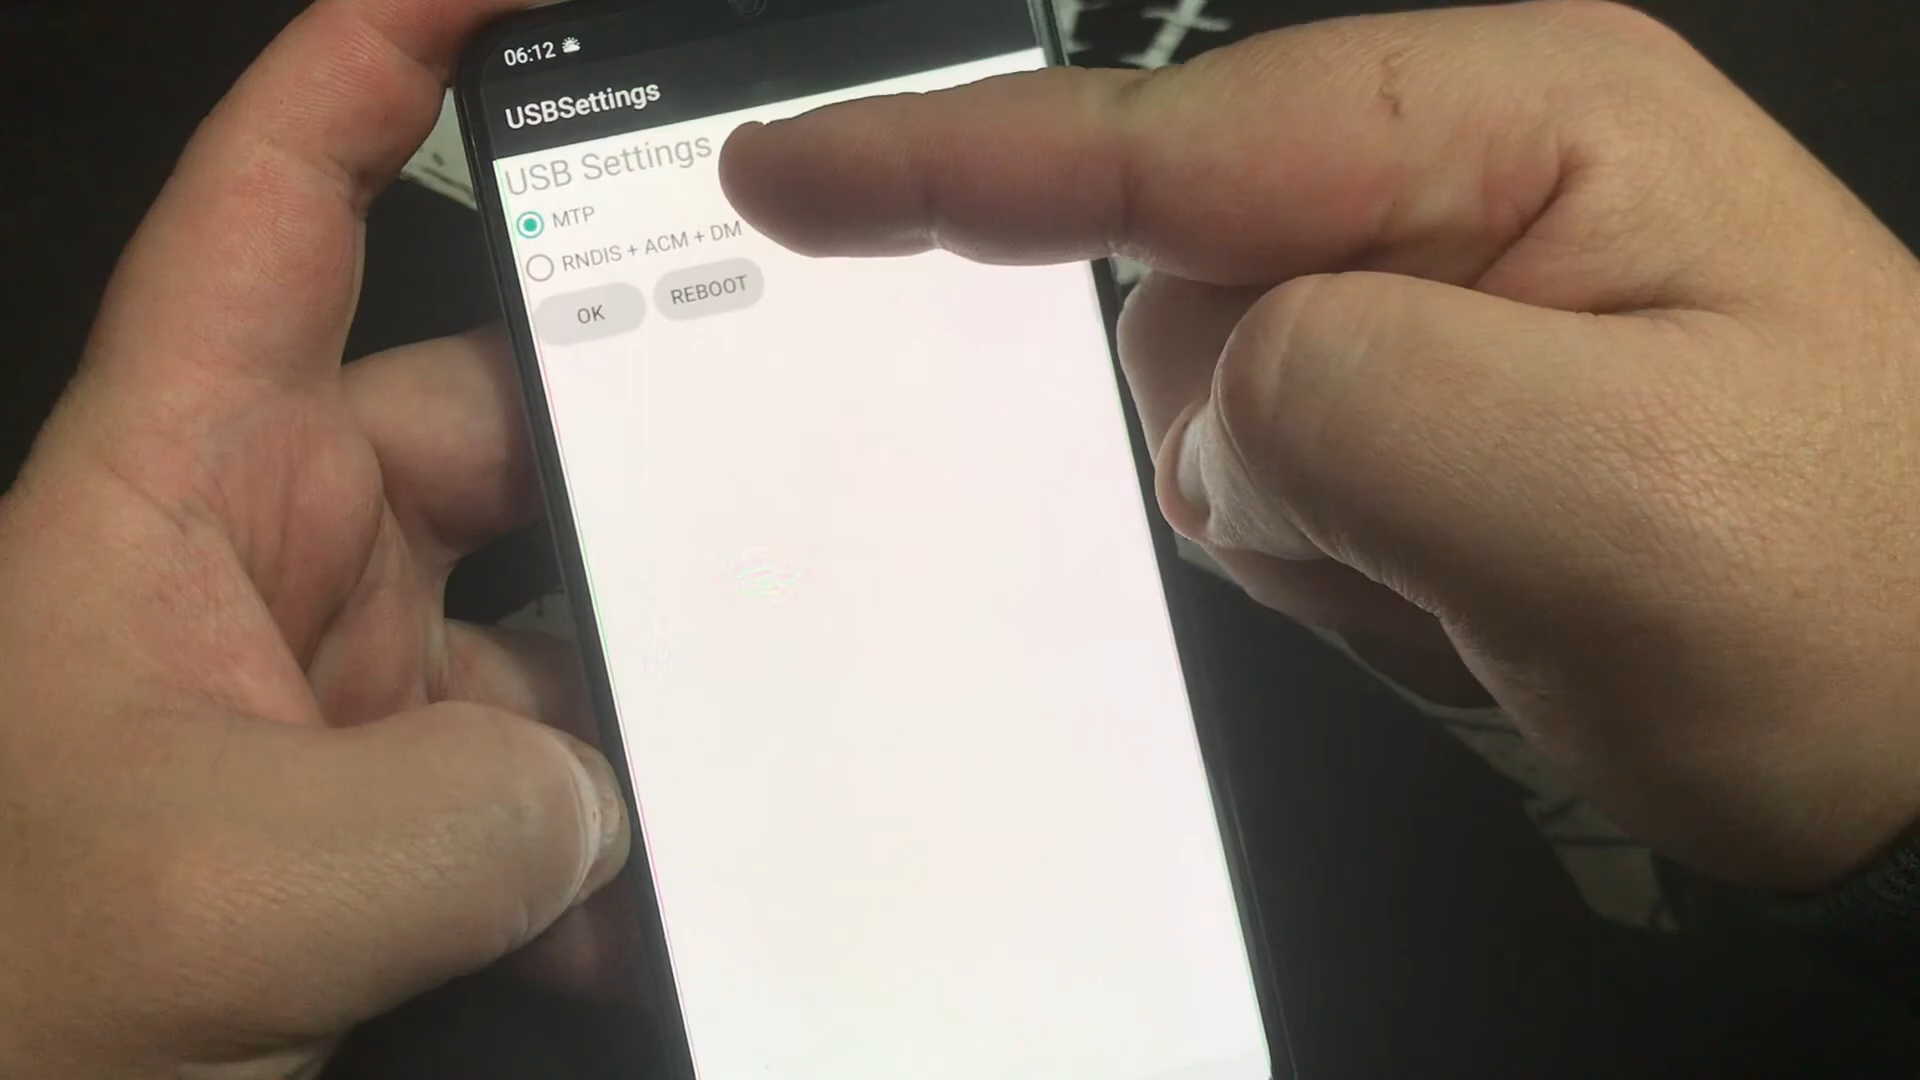 06:12
USBSettings
USB Settings
MTP
RNDIS + ACM + DM
OK
REBOOT